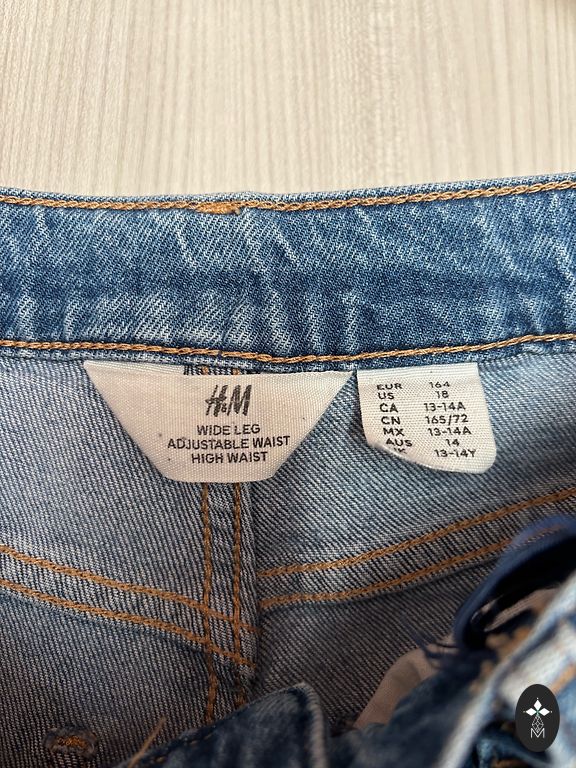 H&M
WIDE LEG
ADJUSTABLE WAIST
HIGH WAIST
EUR 164
US 18
CA 13-14A
CN 165/72
MX 13-14A
AUS 14
13-14Y
M